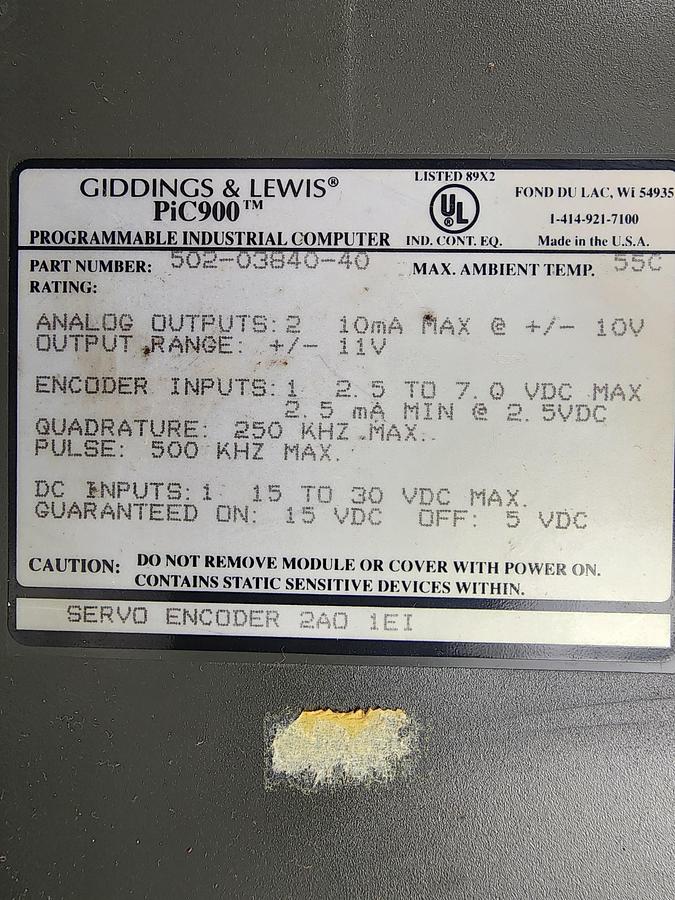 LISTED 89X2
GIDDINGS & LEWIS®
PiC900™
PROGRAMMABLE INDUSTRIAL COMPUTER
UL
IND. CONT. EQ.
FOND DU LAC, Wi 54935
1-414-921-7100
Made in the U.S.A.
PART NUMBER: 502-03840-40 MAX. AMBIENT TEMP. 55C
RATING:
ANALOG OUTPUTS: 2 10mA MAX @ +/- 10V
OUTPUT RANGE: +/- 11V
ENCODER INPUTS: 1 2.5 TO 7.0 VDC MAX
2.5 mA MIN @ 2.5VDC
QUADRATURE: 250 KHZ MAX.
PULSE: 500 KHZ MAX.
DC INPUTS: 1 15 TO 30 VDC MAX.
GUARANTEED ON: 15 VDC OFF: 5 VDC
CAUTION: DO NOT REMOVE MODULE OR COVER WITH POWER ON.
CONTAINS STATIC SENSITIVE DEVICES WITHIN.
SERVO ENCODER 2AO 1EI